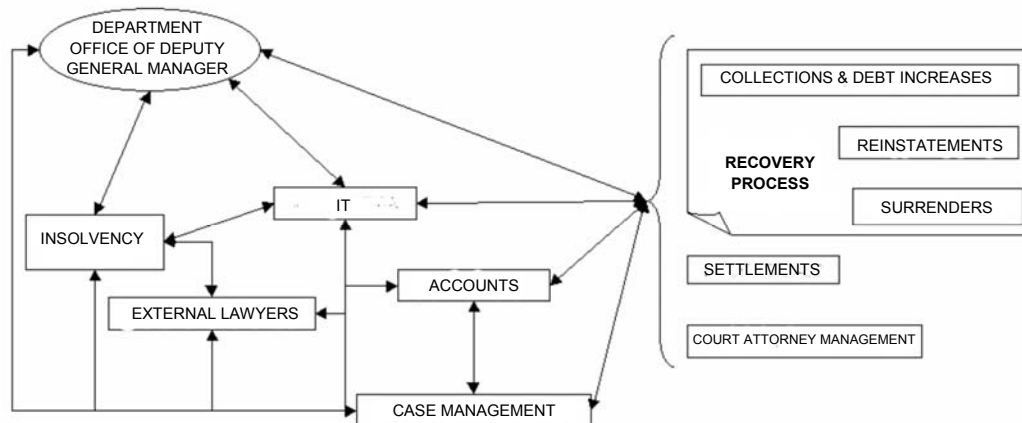 DEPARTMENT
OFFICE OF DEPUTY
GENERAL MANAGER
COLLECTIONS & DEBT INCREASES
REINSTATEMENTS
RECOVERY
PROCESS
SURRENDERS
IT
INSOLVENCY
SETTLEMENTS
ACCOUNTS
EXTERNAL LAWYERS
COURT ATTORNEY MANAGEMENT
CASE MANAGEMENT